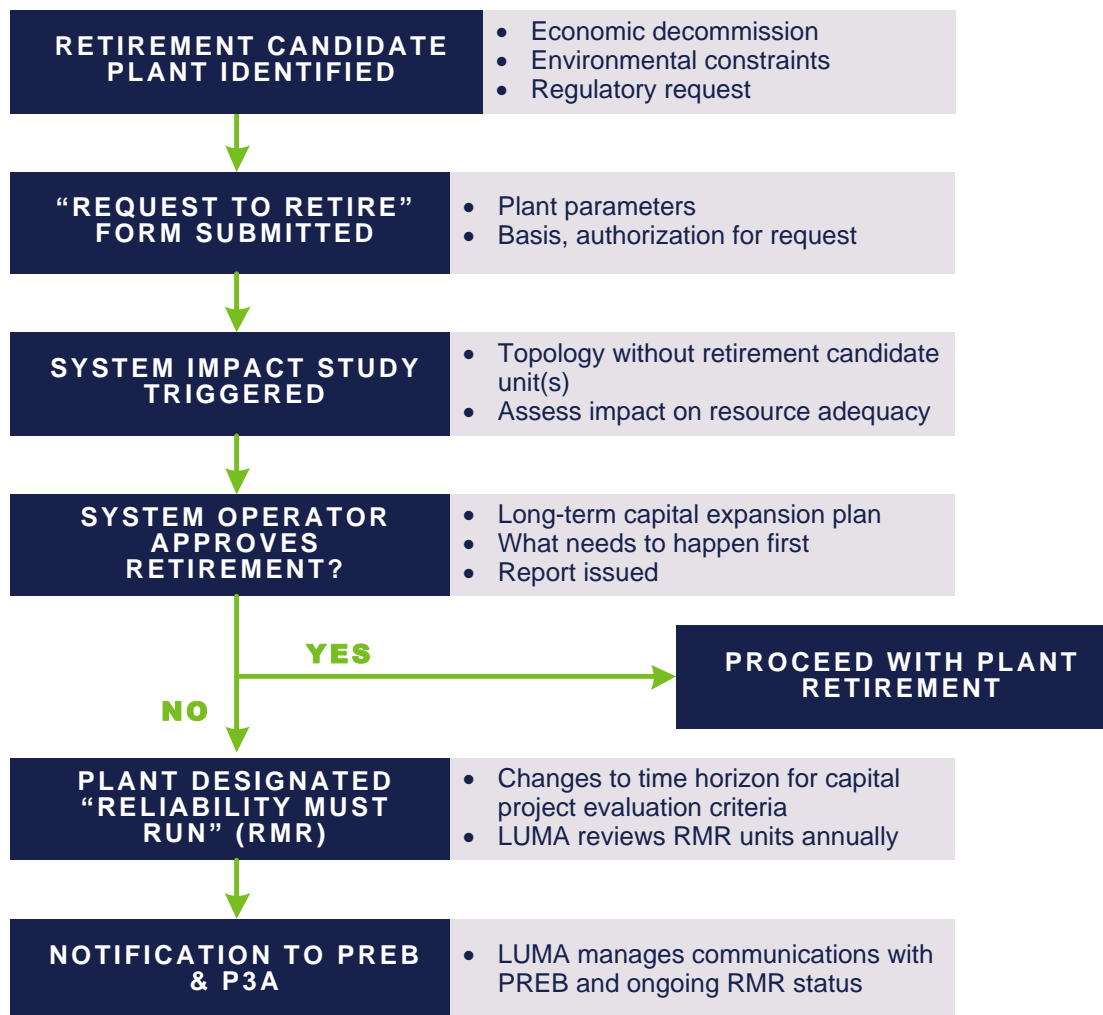 RETIREMENT CANDIDATE
PLANT IDENTIFIED
• Economic decommission
• Environmental constraints
• Regulatory request
“REQUEST TO RETIRE”
FORM SUBMITTED
• Plant parameters
• Basis, authorization for request
SYSTEM IMPACT STUDY
TRIGGERED
• Topology without retirement candidate
unit(s)
• Assess impact on resource adequacy
SYSTEM OPERATOR
APPROVES
RETIREMENT?
• Long-term capital expansion plan
• What needs to happen first
• Report issued
YES
PROCEED WITH PLANT
RETIREMENT
NO
PLANT DESIGNATED
“RELIABILITY MUST
RUN” (RMR)
• Changes to time horizon for capital
project evaluation criteria
• LUMA reviews RMR units annually
NOTIFICATION TO PREB
& P3A
• LUMA manages communications with
PREB and ongoing RMR status